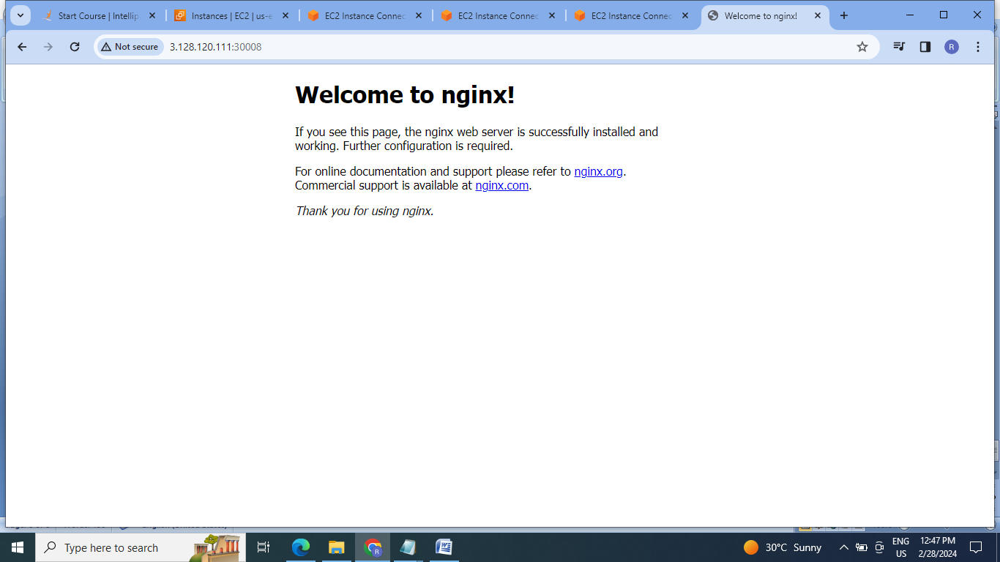 Start Course | Intellip
Instances | EC2 | us-e
EC2 Instance Connec
EC2 Instance Connec
EC2 Instance Connec
Welcome to nginx!
Not secure
3.128.120.111:30008
R
Welcome to nginx!
If you see this page, the nginx web server is successfully installed and
working. Further configuration is required.
For online documentation and support please refer to nginx.org.
Commercial support is available at nginx.com.
Thank you for using nginx.
Type here to search
R
W
30°C Sunny
ENG
US
12:47 PM
2/28/2024